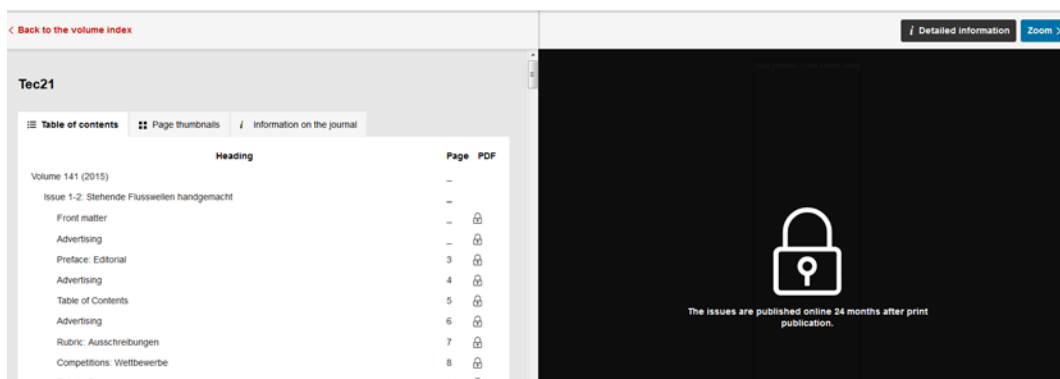 Back to the volume index
i Detailed information
Zoom
Tec21
Table of contents
Page thumbnails
i Information on the journal
Heading Page PDF
Volume 141 (2015) _
Issue 1-2: Stehende Flusswellen handgemacht _
Front matter _
Advertising _
Preface: Editorial 3
Advertising 4
Table of Contents 5
Advertising 6
Rubric: Ausschreibungen 7
Competitions: Wettbewerbe 8
The issues are published online 24 months after print
publication.